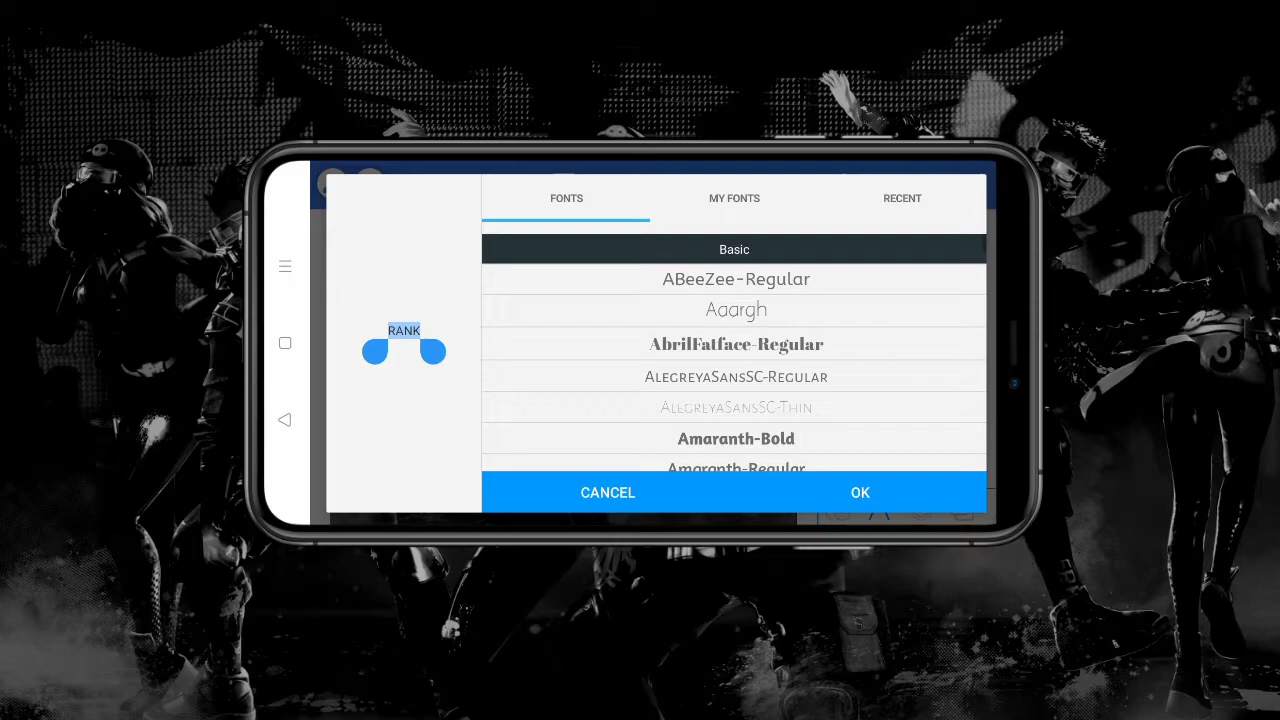 FONTS
MY FONTS
RECENT
Basic
RANK
ABeeZee-Regular
Aaargh
AbrilFatface-Regular
AlegreyaSansSC-Regular
AlegreyaSansSC-Thin
Amaranth-Bold
Amaranth-Regular
CANCEL
OK